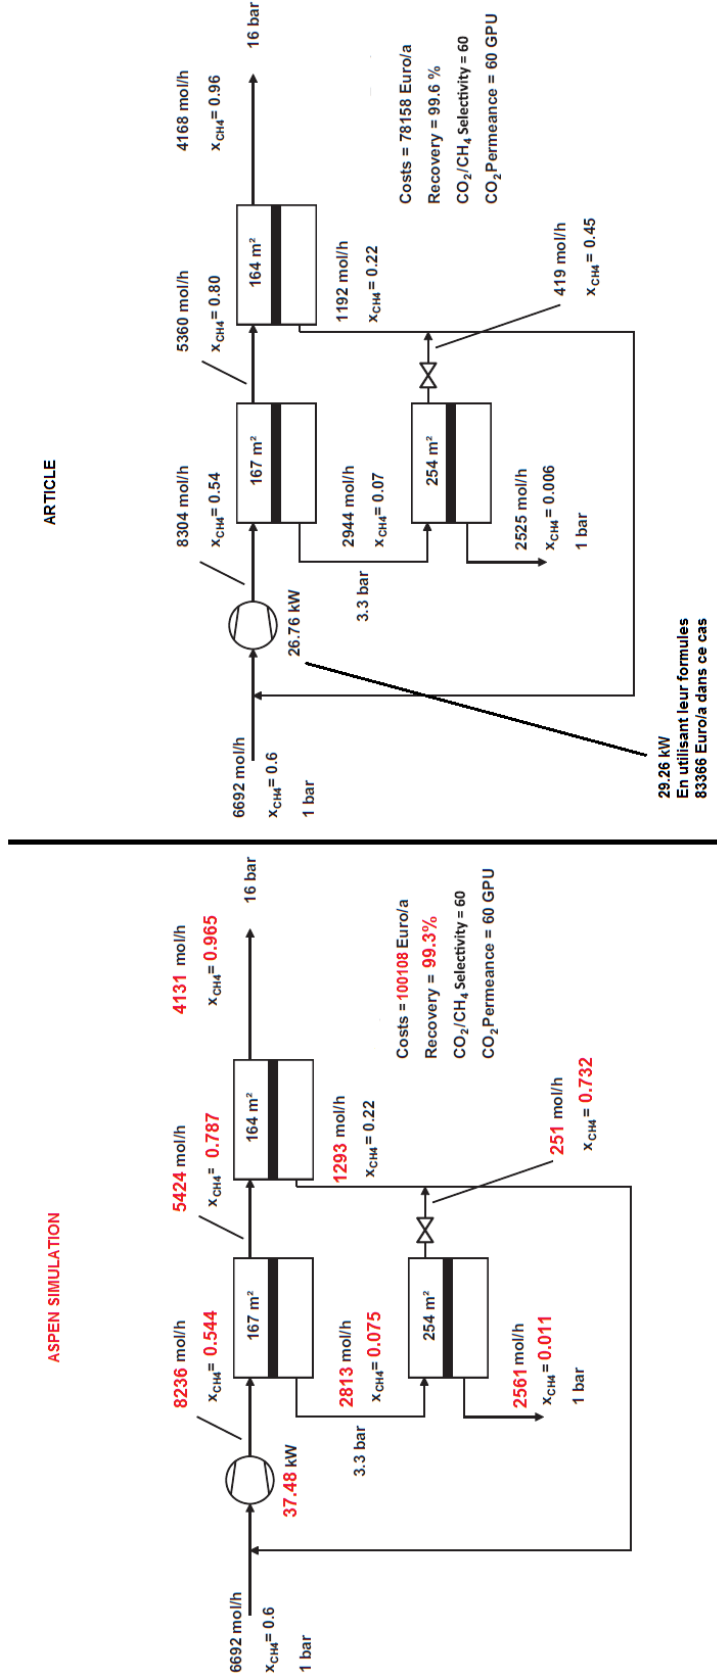 ASPEN SIMULATION
6692 mol/h
xCH4= 0.6
1 bar
37.48 kW
8236 mol/h
xCH4= 0.544
167 m²
5424 mol/h
xCH4= 0.787
164 m²
4131 mol/h
xCH4= 0.965
16 bar
2813 mol/h
xCH4= 0.075
3.3 bar
254 m²
1293 mol/h
xCH4= 0.22
2561 mol/h
xCH4= 0.011
1 bar
251 mol/h
xCH4= 0.732
Costs = 100108 Euro/a
Recovery = 99.3%
CO2/CH4 Selectivity = 60
CO2 Permeance = 60 GPU
ARTICLE
6692 mol/h
xCH4= 0.6
1 bar
26.76 kW
8304 mol/h
xCH4= 0.54
167 m²
5360 mol/h
xCH4= 0.80
164 m²
4168 mol/h
xCH4= 0.96
16 bar
2944 mol/h
xCH4= 0.07
3.3 bar
254 m²
1192 mol/h
xCH4= 0.22
2525 mol/h
xCH4= 0.006
1 bar
419 mol/h
xCH4= 0.45
Costs = 78158 Euro/a
Recovery = 99.6 %
CO2/CH4 Selectivity = 60
CO2 Permeance = 60 GPU
29.26 kW
En utilisant leur formules
83366 Euro/a dans ce cas